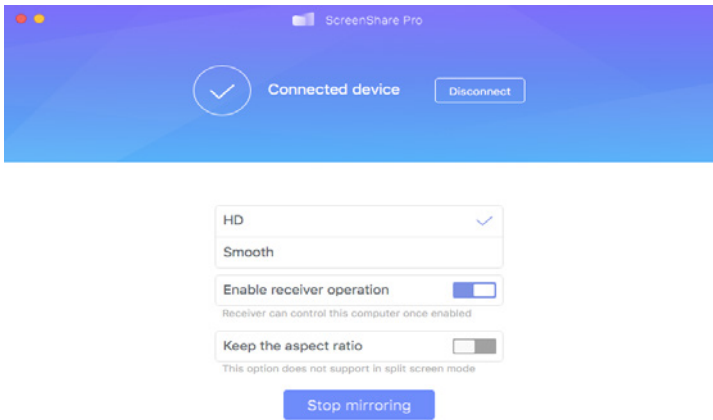 ScreenShare Pro
Connected device
Disconnect
HD
Smooth
Enable receiver operation
Receiver can control this computer once enabled
Keep the aspect ratio
This option does not support in split screen mode
Stop mirroring